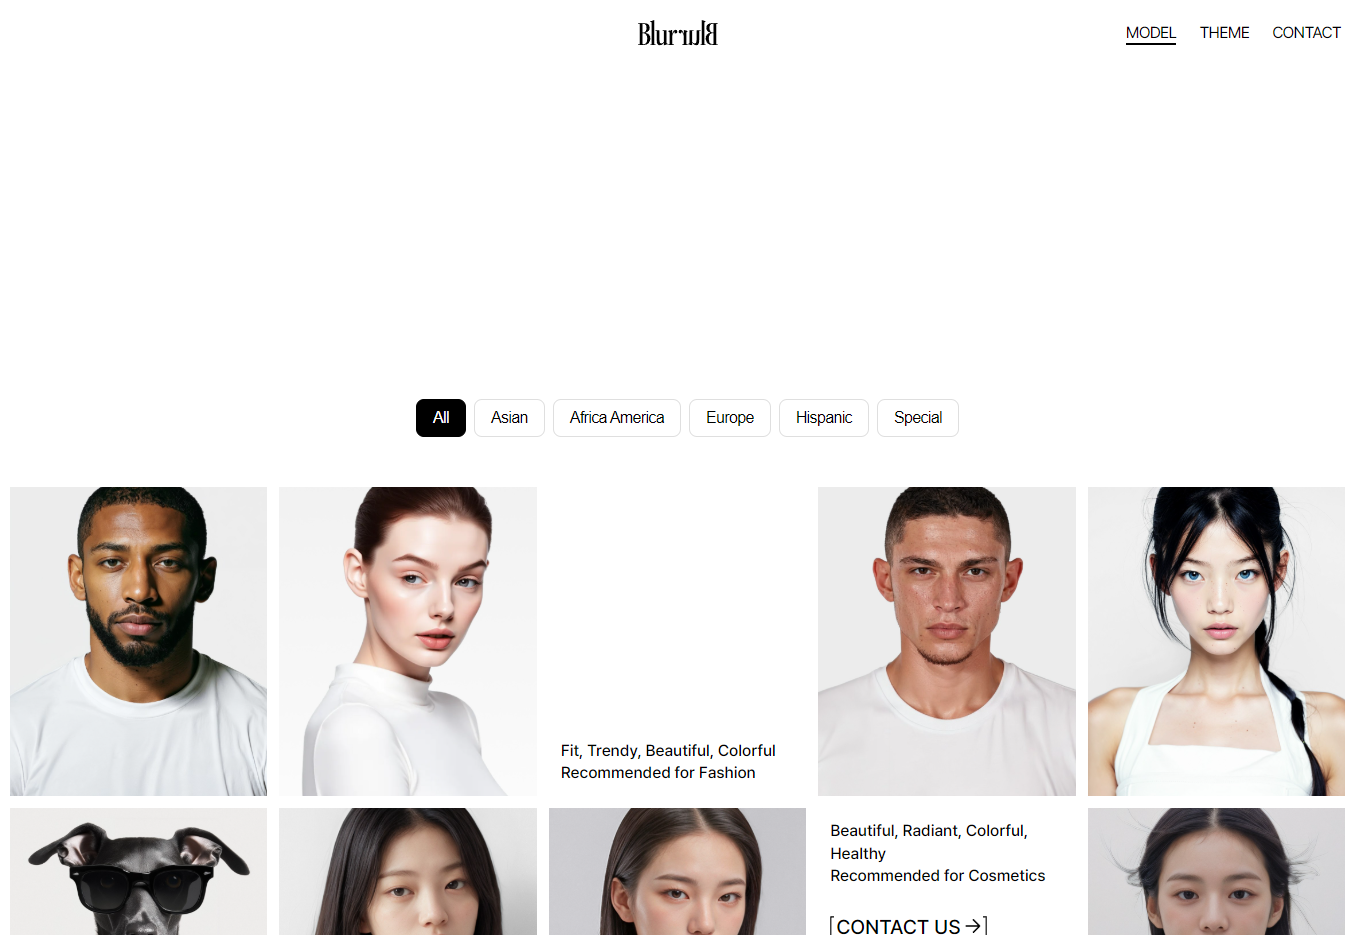 Blur
MODEL THEME CONTACT
All Asian Africa America Europe Hispanic Special
Fit, Trendy, Beautiful, Colorful
Recommended for Fashion
Beautiful, Radiant, Colorful,
Healthy
Recommended for Cosmetics
[CONTACT US →]